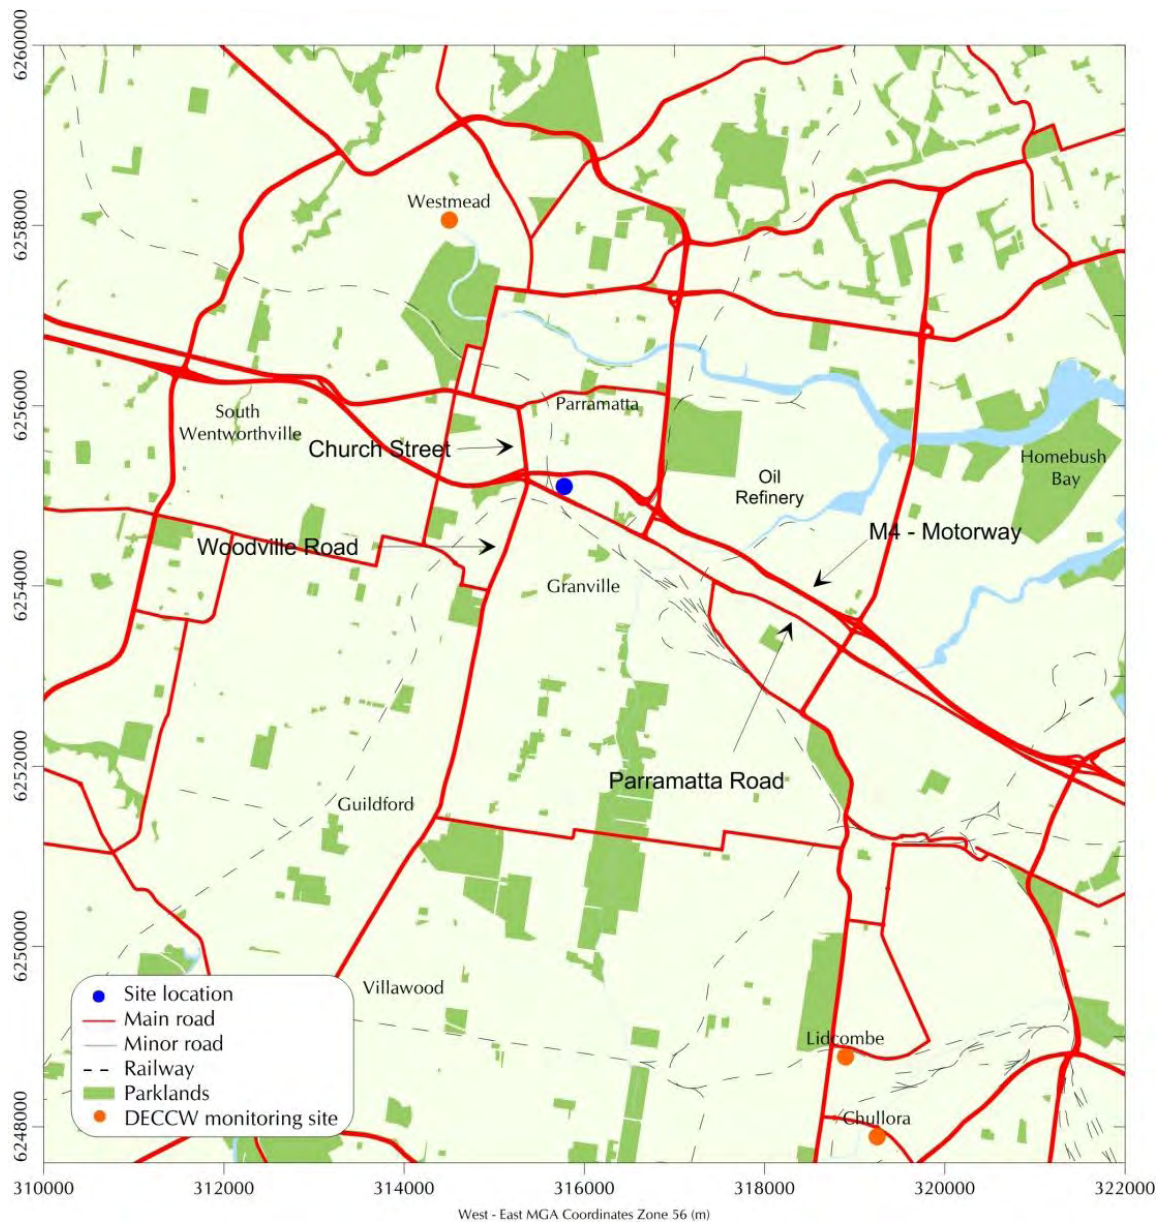 6260000
Westmead
6258000
6256000
South
Wentworthville
Parramatta
Church Street
Oil
Refinery
Homebush
Bay
M4 - Motorway
Woodville Road
6254000
Granville
6252000
Parramatta Road
Guildford
6250000
Villawood
Site location
Main road
Minor road
Railway
Parklands
DECCW monitoring site
Lidcombe
Chullora
6248000
310000 312000 314000 316000 318000 320000 322000
West - East MGA Coordinates Zone 56 (m)